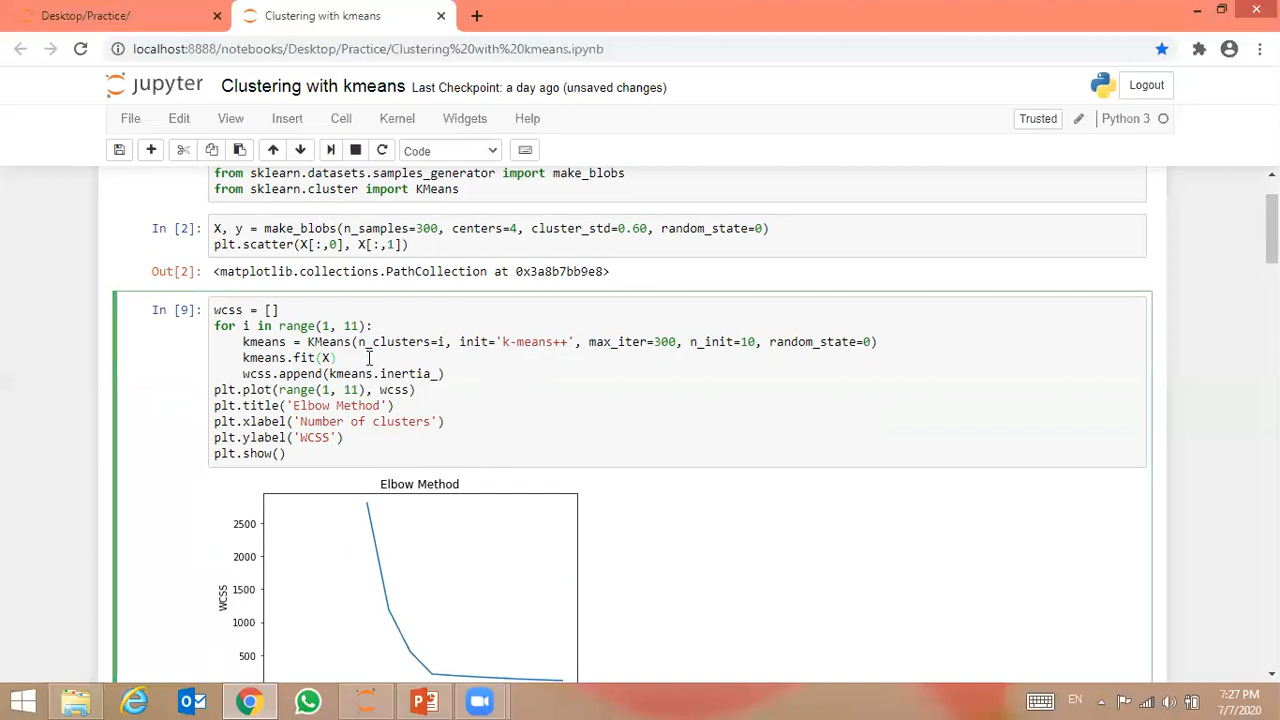 Desktop/Practice/
Clustering with kmeans
localhost:8888/notebooks/Desktop/Practice/Clustering%20with%20kmeans.ipynb
jupyter
Clustering with kmeans
Last Checkpoint: a day ago (unsaved changes)
Logout
File Edit View Insert Cell Kernel Widgets Help
Trusted
Python 3
Code
from sklearn.datasets.samples_generator import make_blobs
from sklearn.cluster import KMeans
In [2]: X, y = make_blobs(n_samples=300, centers=4, cluster_std=0.60, random_state=0)
plt.scatter(X[:,0], X[:,1])
Out[2]: <matplotlib.collections.PathCollection at 0x3a8b7bb9e8>
In [9]: wcss = []
for i in range(1, 11):
kmeans = KMeans(n_clusters=i, init='k-means++', max_iter=300, n_init=10, random_state=0)
kmeans.fit(X)
wcss.append(kmeans.inertia_)
plt.plot(range(1, 11), wcss)
plt.title('Elbow Method')
plt.xlabel('Number of clusters')
plt.ylabel('WCSS')
plt.show()
Elbow Method
2500
2000
1500
1000
500
WCSS
EN
7:27 PM
7/7/2020